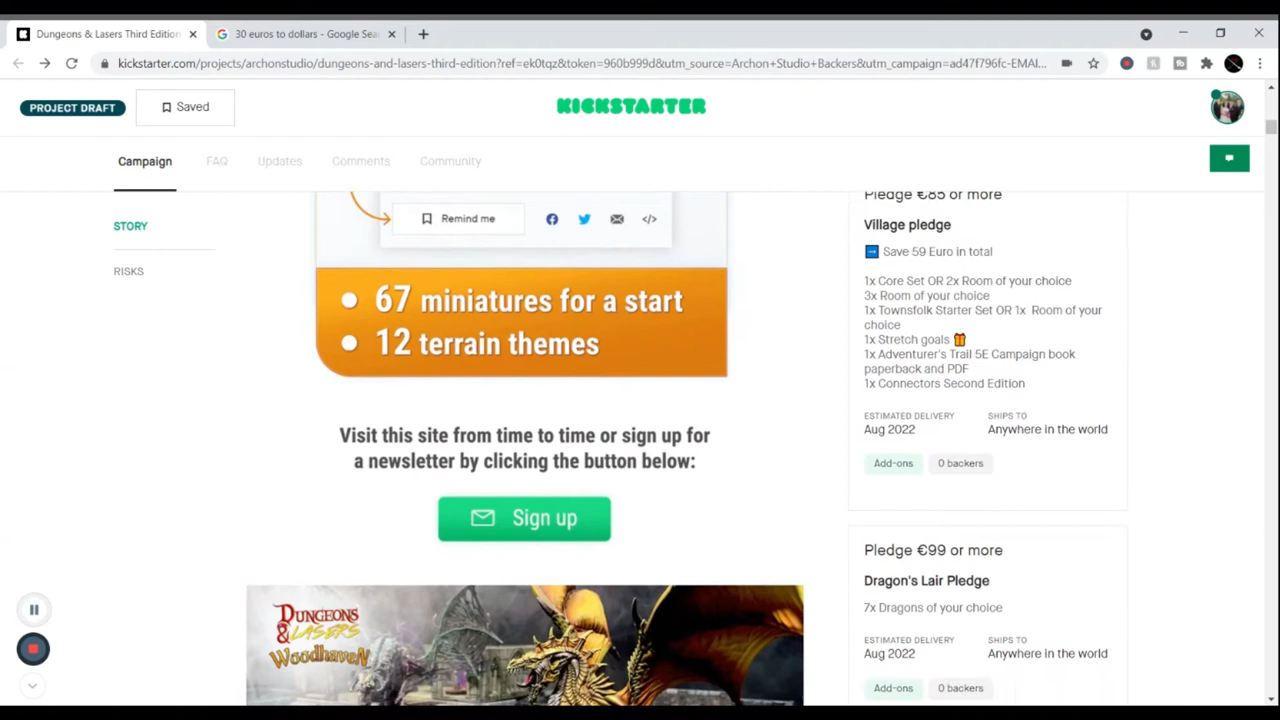 Dungeons & Lasers Third Edition
30 euros to dollars - Google Sea
kickstarter.com/projects/archonstudio/dungeons-and-lasers-third-edition?ref=ek0tqz&token=960b999d&utm_source=Archon+Studio+Backers&utm_campaign=ad47f796fc-EMAI...
PROJECT DRAFT
Saved
KICKSTARTER
Campaign
FAQ
Updates
Comments
Community
STORY
RISKS
Remind me
67 miniatures for a start
12 terrain themes
Visit this site from time to time or sign up for
a newsletter by clicking the button below:
Sign up
DUNGEONS
& LASERS
Woodhaven
Pledge €85 or more
Village pledge
Save 59 Euro in total
1x Core Set OR 2x Room of your choice
3x Room of your choice
1x Townsfolk Starter Set OR 1x Room of your
choice
1x Stretch goals
1x Adventurer's Trail 5E Campaign book
paperback and PDF
1x Connectors Second Edition
ESTIMATED DELIVERY
Aug 2022
SHIPS TO
Anywhere in the world
Add-ons
0 backers
Pledge €99 or more
Dragon's Lair Pledge
7x Dragons of your choice
ESTIMATED DELIVERY
Aug 2022
SHIPS TO
Anywhere in the world
Add-ons
0 backers